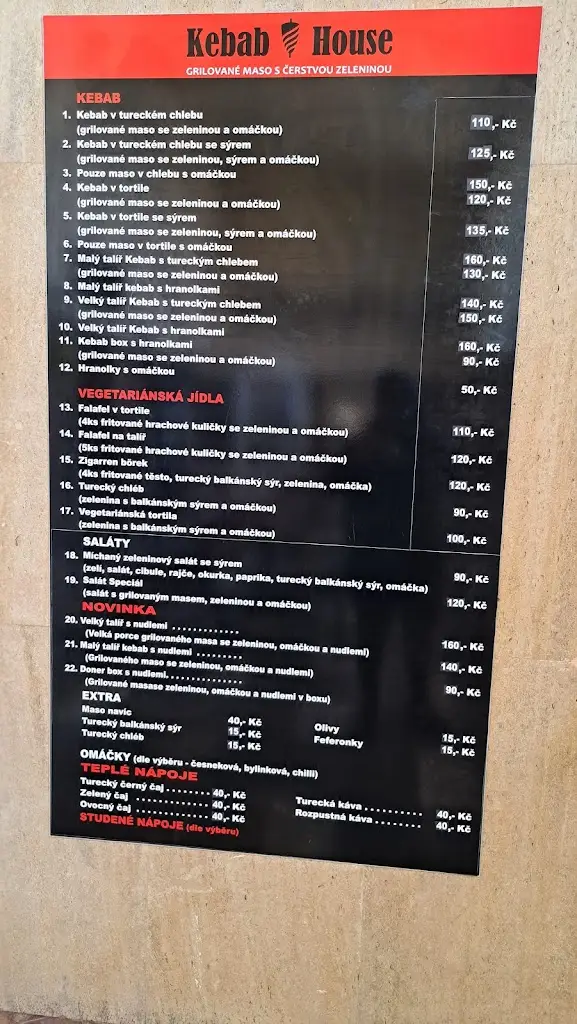 Kebab House
GRILOVANÉ MASO S ČERSTVOU ZELENINOU
KEBAB
1. Kebab v tureckém chlebu
(grilované maso se zeleninou a omáčkou) 110,- Kč
2. Kebab v tureckém chlebu se sýrem
(grilované maso se zeleninou, sýrem a omáčkou) 125,- Kč
3. Pouze maso v chlebu s omáčkou 150,- Kč
4. Kebab v tortile
(grilované maso se zeleninou a omáčkou) 120,- Kč
5. Kebab v tortile se sýrem
(grilované maso se zeleninou, sýrem a omáčkou) 135,- Kč
6. Pouze maso v tortile s omáčkou 160,- Kč
7. Malý talíř Kebab s tureckým chlebem
(grilované maso se zeleninou a omáčkou) 130,- Kč
8. Malý talíř kebab s hranolkami 140,- Kč
9. Velký talíř Kebab s tureckým chlebem
(grilované maso se zeleninou a omáčkou) 150,- Kč
10. Velký talíř Kebab s hranolkami 160,- Kč
11. Kebab box s hranolkami
(grilované maso se zeleninou a omáčkou) 90,- Kč
12. Hranolky s omáčkou 50,- Kč
VEGETARIÁNSKÁ JÍDLA
13. Falafel v tortile
(4ks fritované hrachové kuličky se zeleninou a omáčkou) 110,- Kč
14. Falafel na talíř
(5ks fritované hrachové kuličky se zeleninou a omáčkou) 120,- Kč
15. Zigarren börek
(4ks fritované těsto, turecký balkánský sýr, zelenina, omáčka) 120,- Kč
16. Turecký chléb
(zelenina s balkánským sýrem a omáčkou) 90,- Kč
17. Vegetariánská tortila
(zelenina s balkánským sýrem a omáčkou) 100,- Kč
SALÁTY
18. Míchaný zeleninový salát se sýrem
(zelí, salát, cibule, rajče, okurka, paprika, turecký balkánský sýr, omáčka) 90,- Kč
19. Salát Speciál
(salát s grilovaným masem, zeleninou a omáčkou) 120,- Kč
NOVINKA
20. Velký talíř s nudlemi .............
(Velká porce grilovaného masa se zeleninou, omáčkou a nudlemi) 160,- Kč
21. Malý talíř kebab s nudlemi .........
(Grilovaného maso se zeleninou, omáčkou a nudlemi) 140,- Kč
22. Doner box s nudlemi...............
(Grilované masase zeleninou, omáčkou a nudlemi v boxu) 90,- Kč
EXTRA
Maso navíc 40,- Kč Olivy 15,- Kč
Turecký balkánský sýr 15,- Kč Feferonky 15,- Kč
Turecký chléb 15,- Kč
OMÁČKY (dle výběru - česneková, bylinková, chilli)
TEPLÉ NÁPOJE
Turecký černý čaj ........ 40,- Kč Turecká káva .......... 40,- Kč
Zelený čaj ............. 40,- Kč Rozpustná káva ........ 40,- Kč
Ovocný čaj ............. 40,- Kč
STUDENÉ NÁPOJE (dle výběru)